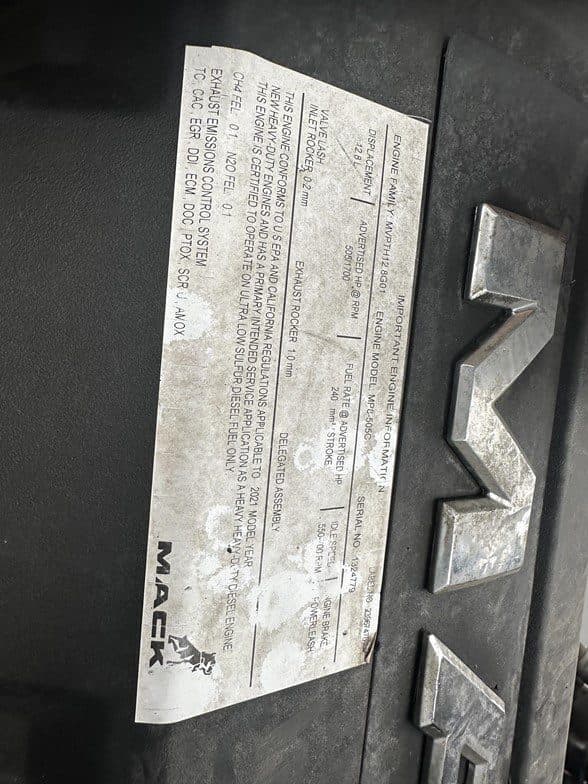 IMPORTANT ENGINE INFORMATION
ENGINE FAMILY: MVPTH12.8G01 ENGINE MODEL: MP8-505C SERIAL NO. 1324779
DISPLACEMENT ADVERTISED HP @ RPM FUEL RATE @ ADVERTISED HP IDLE SPEED ENGINE BRAKE
12.8 L 505/1700 240 mm³ / STROKE POWERLEASH
VALVE LASH
INLET ROCKER 0.2 mm EXHAUST ROCKER 1.0 mm DELEGATED ASSEMBLY
THIS ENGINE CONFORMS TO U S EPA AND CALIFORNIA REGULATIONS APPLICABLE TO 2021 MODEL YEAR
NEW HEAVY-DUTY ENGINES AND HAS A PRIMARY INTENDED SERVICE APPLICATION AS A HEAVY HEAVY-DUTY DIESEL ENGINE.
THIS ENGINE IS CERTIFIED TO OPERATE ON ULTRA LOW SULFUR DIESEL FUEL ONLY.
CH4 FEL: 0.1, N2O FEL: 0.1
EXHAUST EMISSIONS CONTROL SYSTEM
TC, CAC, EGR, DDI, ECM, DOC, PTOX, SCR-U, AMOX
MACK
M